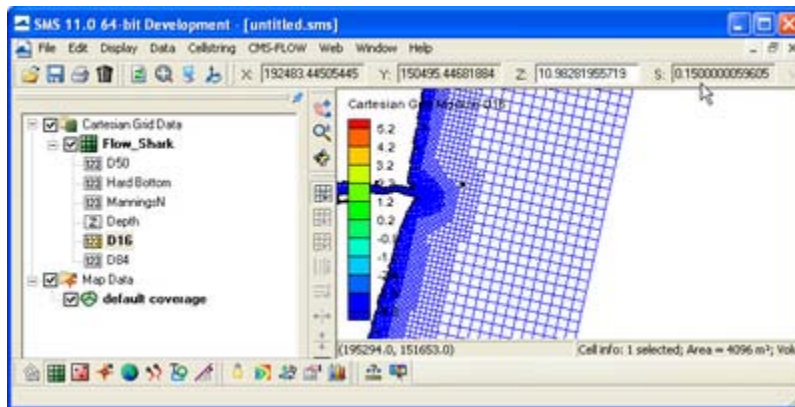 SMS 11.0 64-bit Development - [untitled.sms]
File Edit Display Data Cellstring CMS-FLOW Web Window Help
X: 192483.44505445 Y: 150495.44681884 Z: 10.98281955719 S: 0.1500000059605
Cartesian Grid Data
Flow_Shark
D50
Hard Bottom
ManningsN
Depth
D16
D84
Map Data
default coverage
Cartesian Grid Module D16
5.2
4.2
3.2
1.2
0.2
(195294.0, 151653.0)
Cell info: 1 selected; Area = 4096 m²; Volu